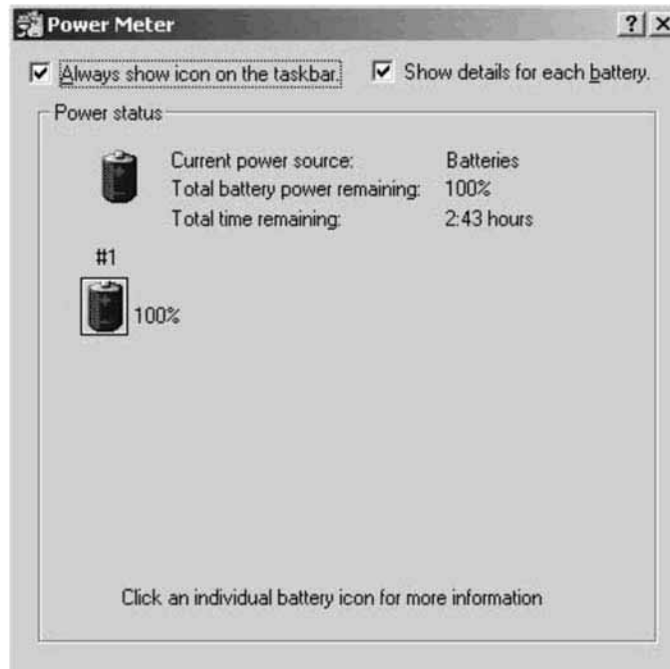 Power Meter
Always show icon on the taskbar. Show details for each battery.
Power status
Current power source: Batteries
Total battery power remaining: 100%
Total time remaining: 2:43 hours
#1
100%
Click an individual battery icon for more information